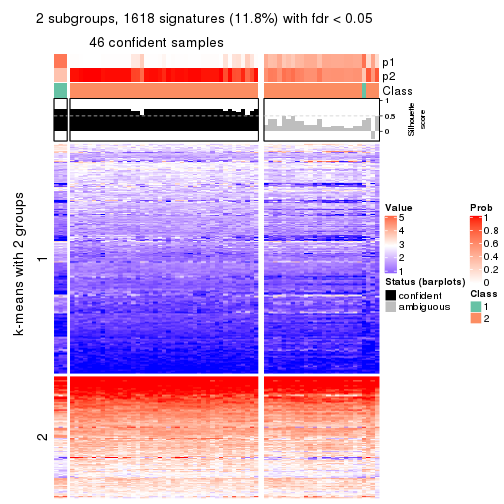 2 subgroups, 1618 signatures (11.8%) with fdr < 0.05
46 confident samples
p1
p2
Class
1
0.5
0
Silhouette
score
k-means with 2 groups
1
2
Value
5
4
3
2
1
Status (barplots)
confident
ambiguous
Prob
1
0.8
0.6
0.4
0.2
0
Class
1
2